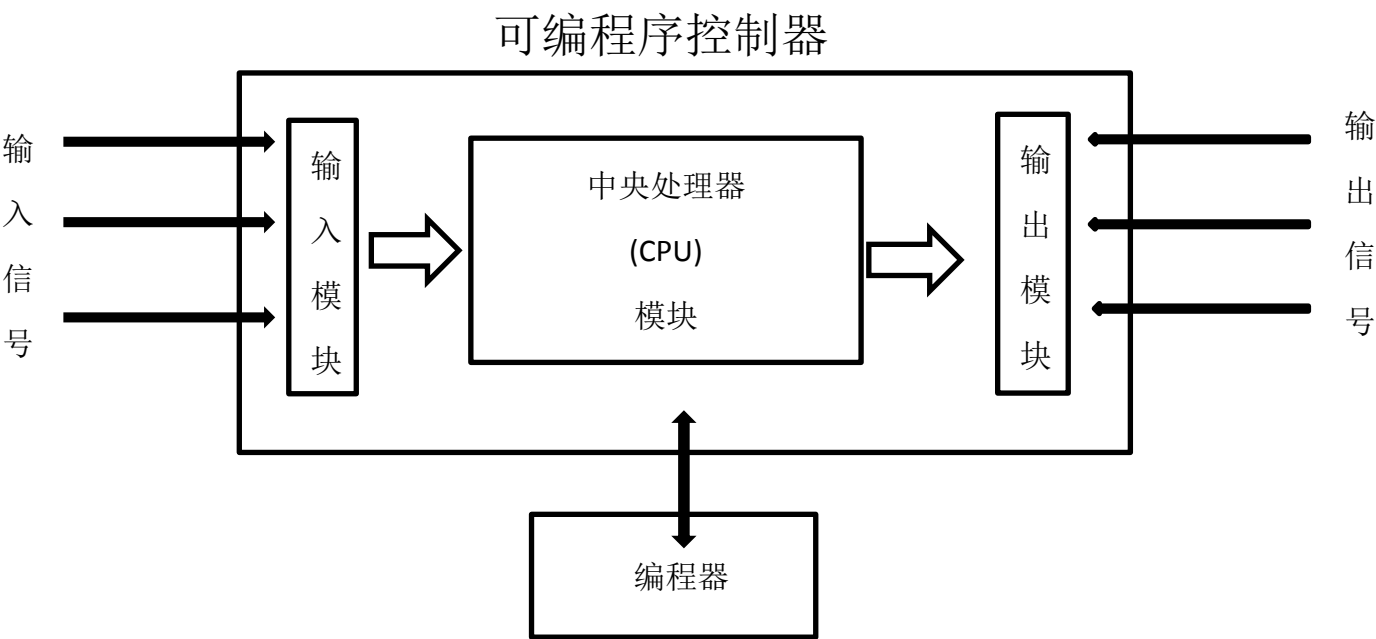 可编程序控制器
输入信号
输入模块
中央处理器
(CPU)
模块
输出模块
输出信号
编程器